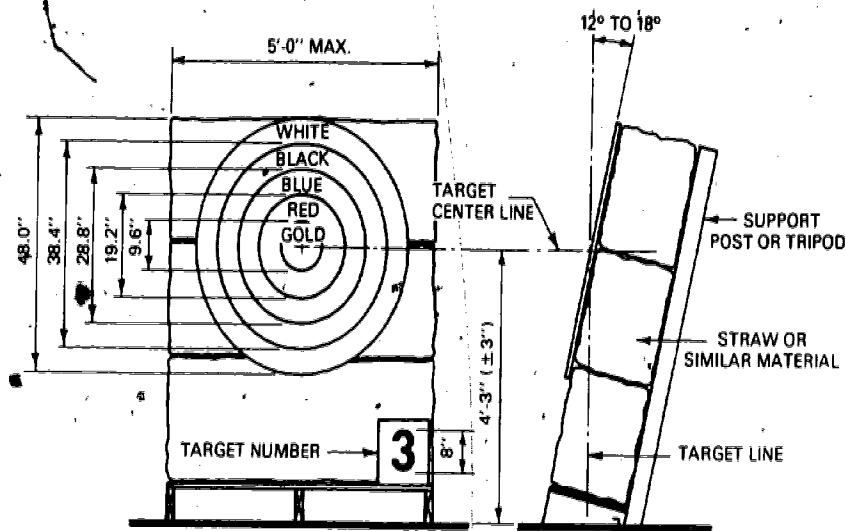 12° TO 18°
5'-0" MAX.
WHITE
BLACK
BLUE
RED
GOLD
48.0"
38.4"
28.8"
19.2"
9.6"
TARGET
CENTER LINE
SUPPORT
POST OR TRIPOD
4'-3" (±3")
STRAW OR
SIMILAR MATERIAL
TARGET NUMBER
3
8"
TARGET LINE